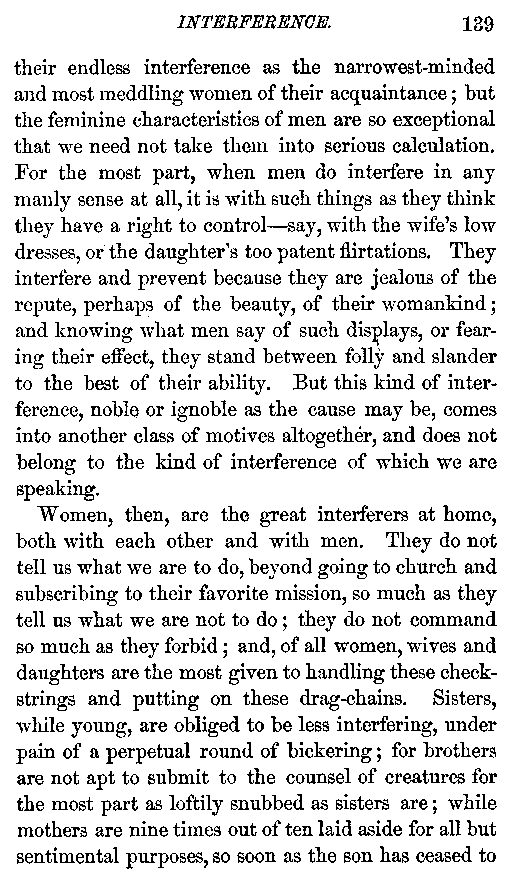 INTERFERENCE. 139
their endless interference as the narrowest-minded
and most meddling women of their acquaintance; but
the feminine characteristics of men are so exceptional
that we need not take them into serious calculation.
For the most part, when men do interfere in any
manly sense at all, it is with such things as they think
they have a right to control—say, with the wife's low
dresses, or the daughter's too patent flirtations. They
interfere and prevent because they are jealous of the
repute, perhaps of the beauty, of their womankind;
and knowing what men say of such displays, or fear-
ing their effect, they stand between folly and slander
to the best of their ability. But this kind of inter-
ference, noble or ignoble as the cause may be, comes
into another class of motives altogether, and does not
belong to the kind of interference of which we are
speaking.
Women, then, are the great interferers at home,
both with each other and with men. They do not
tell us what we are to do, beyond going to church and
subscribing to their favorite mission, so much as they
tell us what we are not to do; they do not command
so much as they forbid; and, of all women, wives and
daughters are the most given to handling these check-
strings and putting on these drag-chains. Sisters,
while young, are obliged to be less interfering, under
pain of a perpetual round of bickering; for brothers
are not apt to submit to the counsel of creatures for
the most part as loftily snubbed as sisters are; while
mothers are nine times out of ten laid aside for all but
sentimental purposes, so soon as the son has ceased to